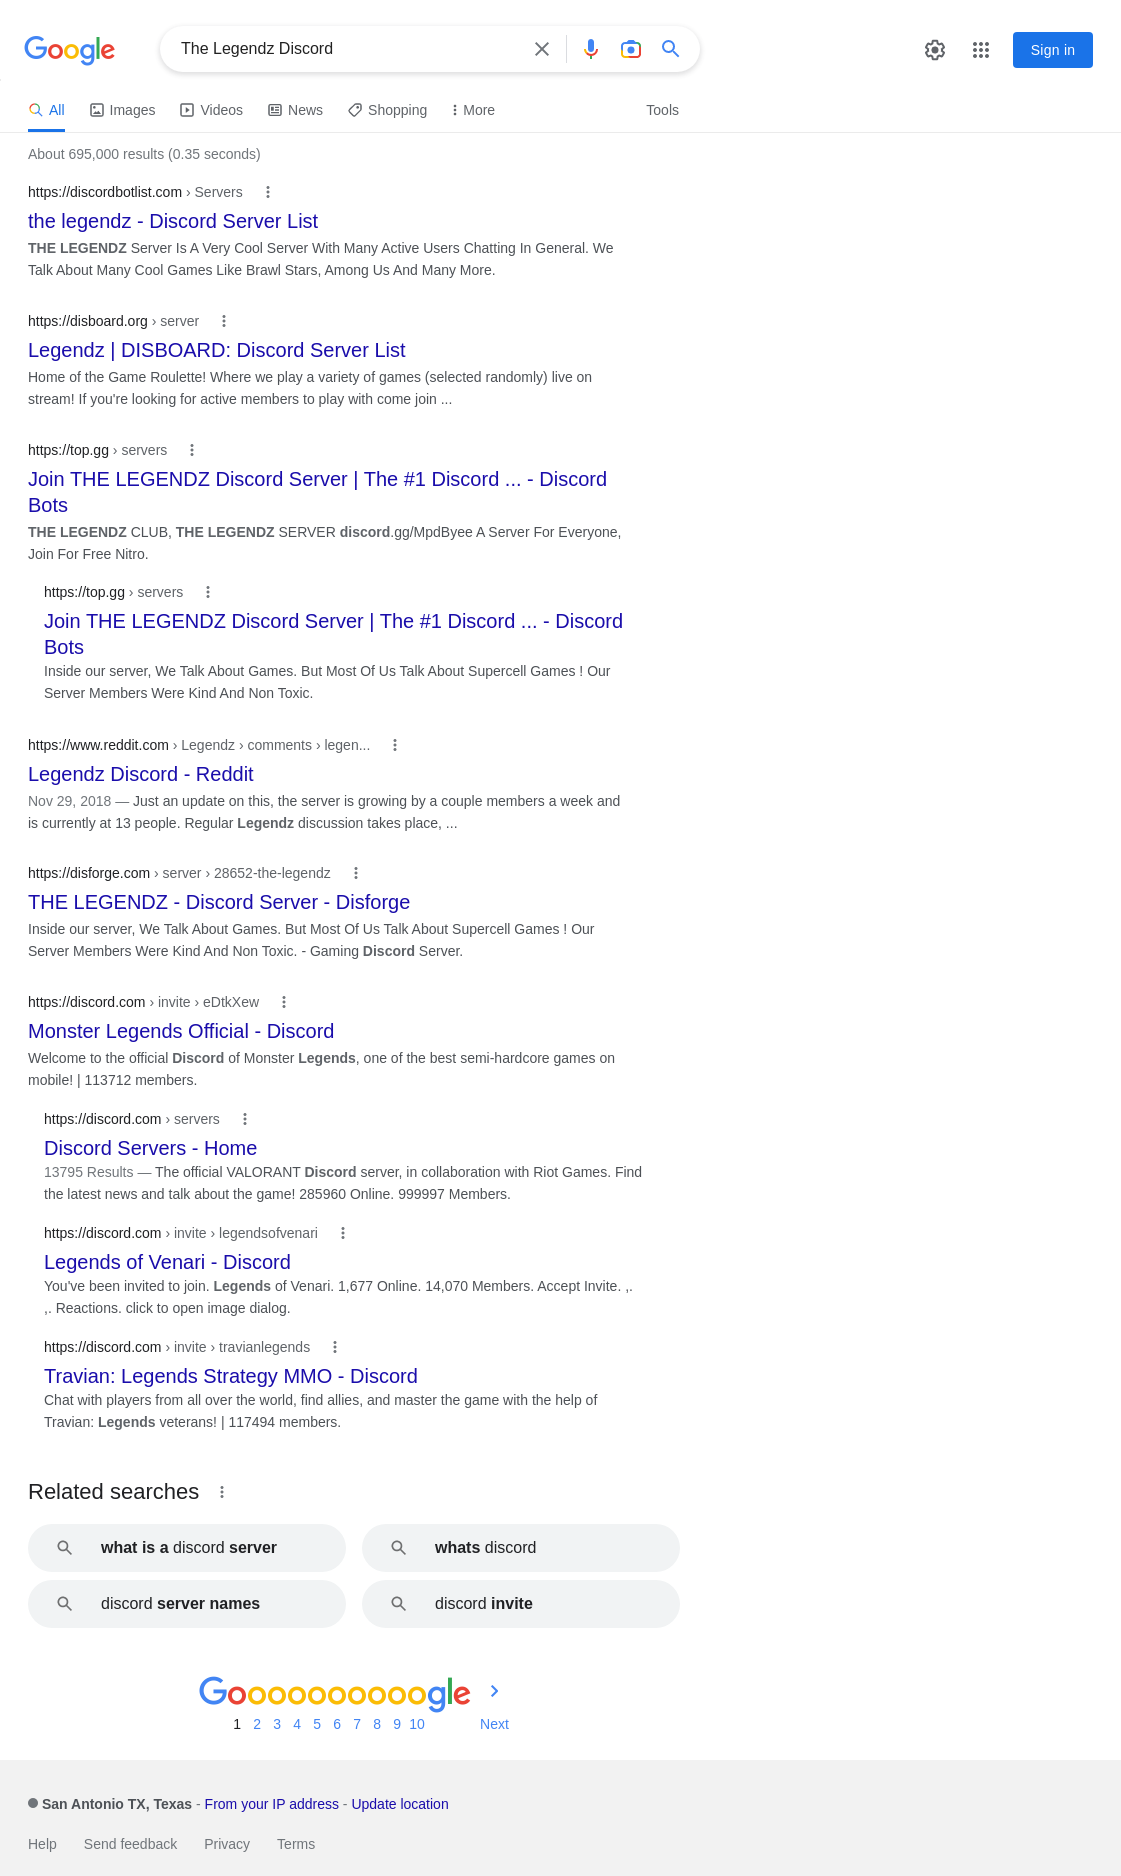 Google
The Legendz Discord
Sign in
All Images Videos News Shopping More Tools
About 695,000 results (0.35 seconds)
https://discordbotlist.com › Servers
the legendz - Discord Server List
THE LEGENDZ Server Is A Very Cool Server With Many Active Users Chatting In General. We
Talk About Many Cool Games Like Brawl Stars, Among Us And Many More.
https://disboard.org › server
Legendz | DISBOARD: Discord Server List
Home of the Game Roulette! Where we play a variety of games (selected randomly) live on
stream! If you're looking for active members to play with come join ...
https://top.gg › servers
Join THE LEGENDZ Discord Server | The #1 Discord ... - Discord
Bots
THE LEGENDZ CLUB, THE LEGENDZ SERVER discord.gg/MpdByee A Server For Everyone,
Join For Free Nitro.
https://top.gg › servers
Join THE LEGENDZ Discord Server | The #1 Discord ... - Discord
Bots
Inside our server, We Talk About Games. But Most Of Us Talk About Supercell Games ! Our
Server Members Were Kind And Non Toxic.
https://www.reddit.com › Legendz › comments › legen...
Legendz Discord - Reddit
Nov 29, 2018 — Just an update on this, the server is growing by a couple members a week and
is currently at 13 people. Regular Legendz discussion takes place, ...
https://disforge.com › server › 28652-the-legendz
THE LEGENDZ - Discord Server - Disforge
Inside our server, We Talk About Games. But Most Of Us Talk About Supercell Games ! Our
Server Members Were Kind And Non Toxic. - Gaming Discord Server.
https://discord.com › invite › eDtkXew
Monster Legends Official - Discord
Welcome to the official Discord of Monster Legends, one of the best semi-hardcore games on
mobile! | 113712 members.
https://discord.com › servers
Discord Servers - Home
13795 Results — The official VALORANT Discord server, in collaboration with Riot Games. Find
the latest news and talk about the game! 285960 Online. 999997 Members.
https://discord.com › invite › legendsofvenari
Legends of Venari - Discord
You've been invited to join. Legends of Venari. 1,677 Online. 14,070 Members. Accept Invite. ,.
,. Reactions. click to open image dialog.
https://discord.com › invite › travianlegends
Travian: Legends Strategy MMO - Discord
Chat with players from all over the world, find allies, and master the game with the help of
Travian: Legends veterans! | 117494 members.
Related searches
what is a discord server
whats discord
discord server names
discord invite
Goooooooooogle
1 2 3 4 5 6 7 8 9 10 Next
San Antonio TX, Texas - From your IP address - Update location
Help Send feedback Privacy Terms